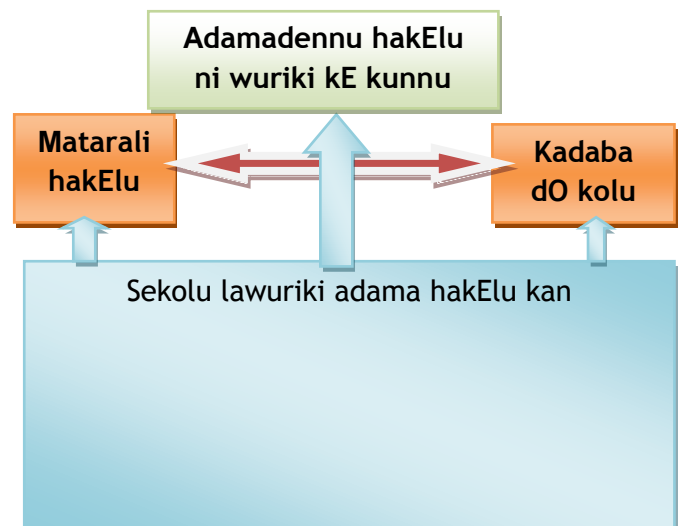 Adamadennu hakElu
ni wuriki kE kunnu
Matarali
hakElu
Kadaba
dO kolu
Sekolu lawuriki adama hakElu kan